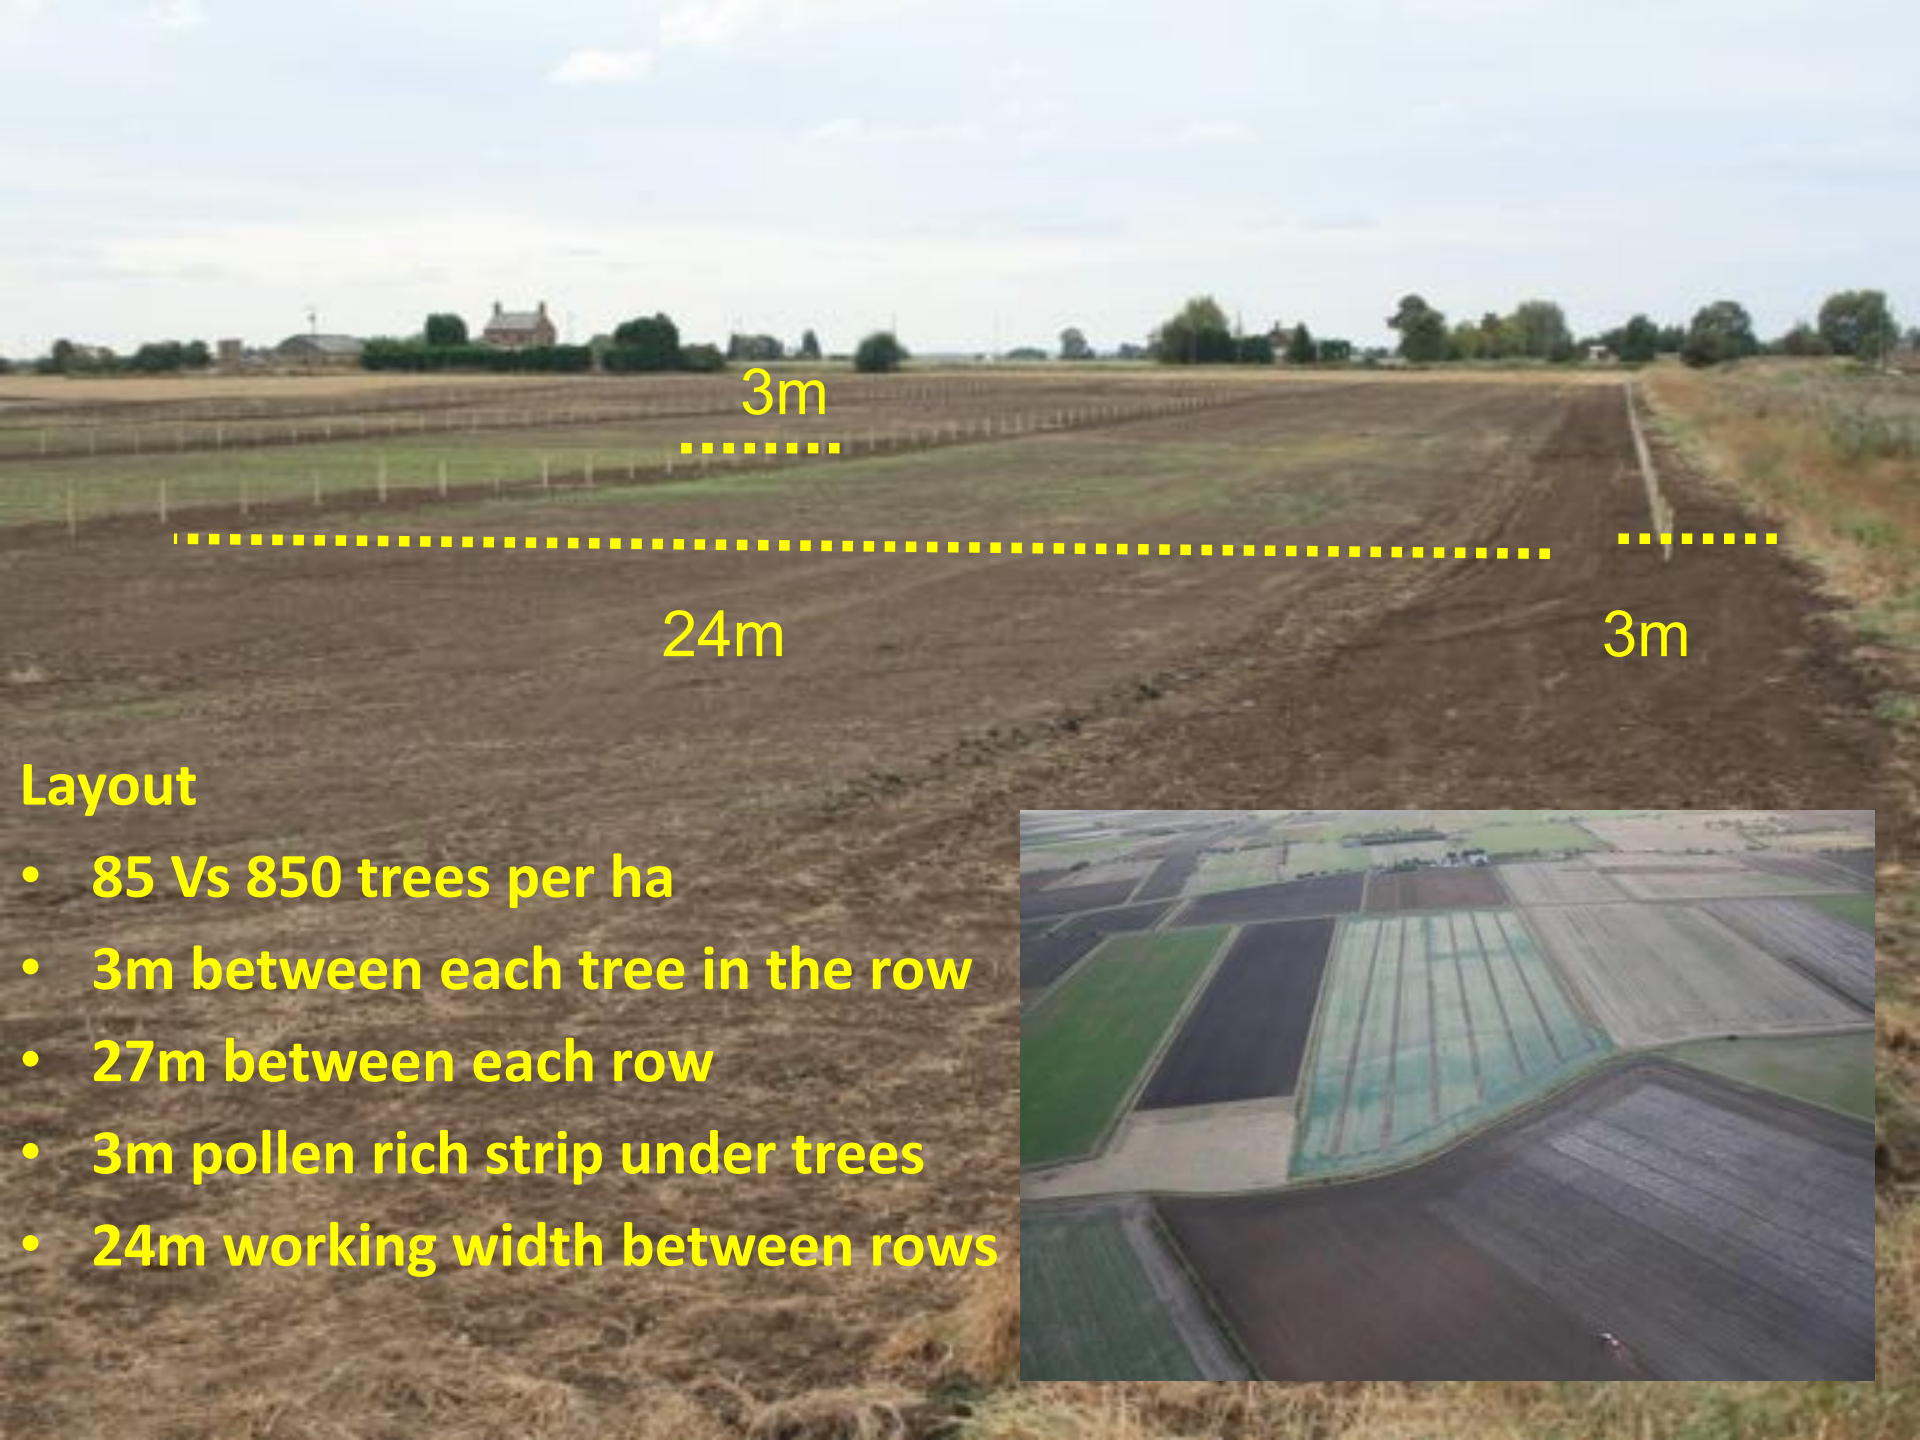 3m
24m
3m
Layout
• 85 Vs 850 trees per ha
• 3m between each tree in the row
• 27m between each row
• 3m pollen rich strip under trees
• 24m working width between rows